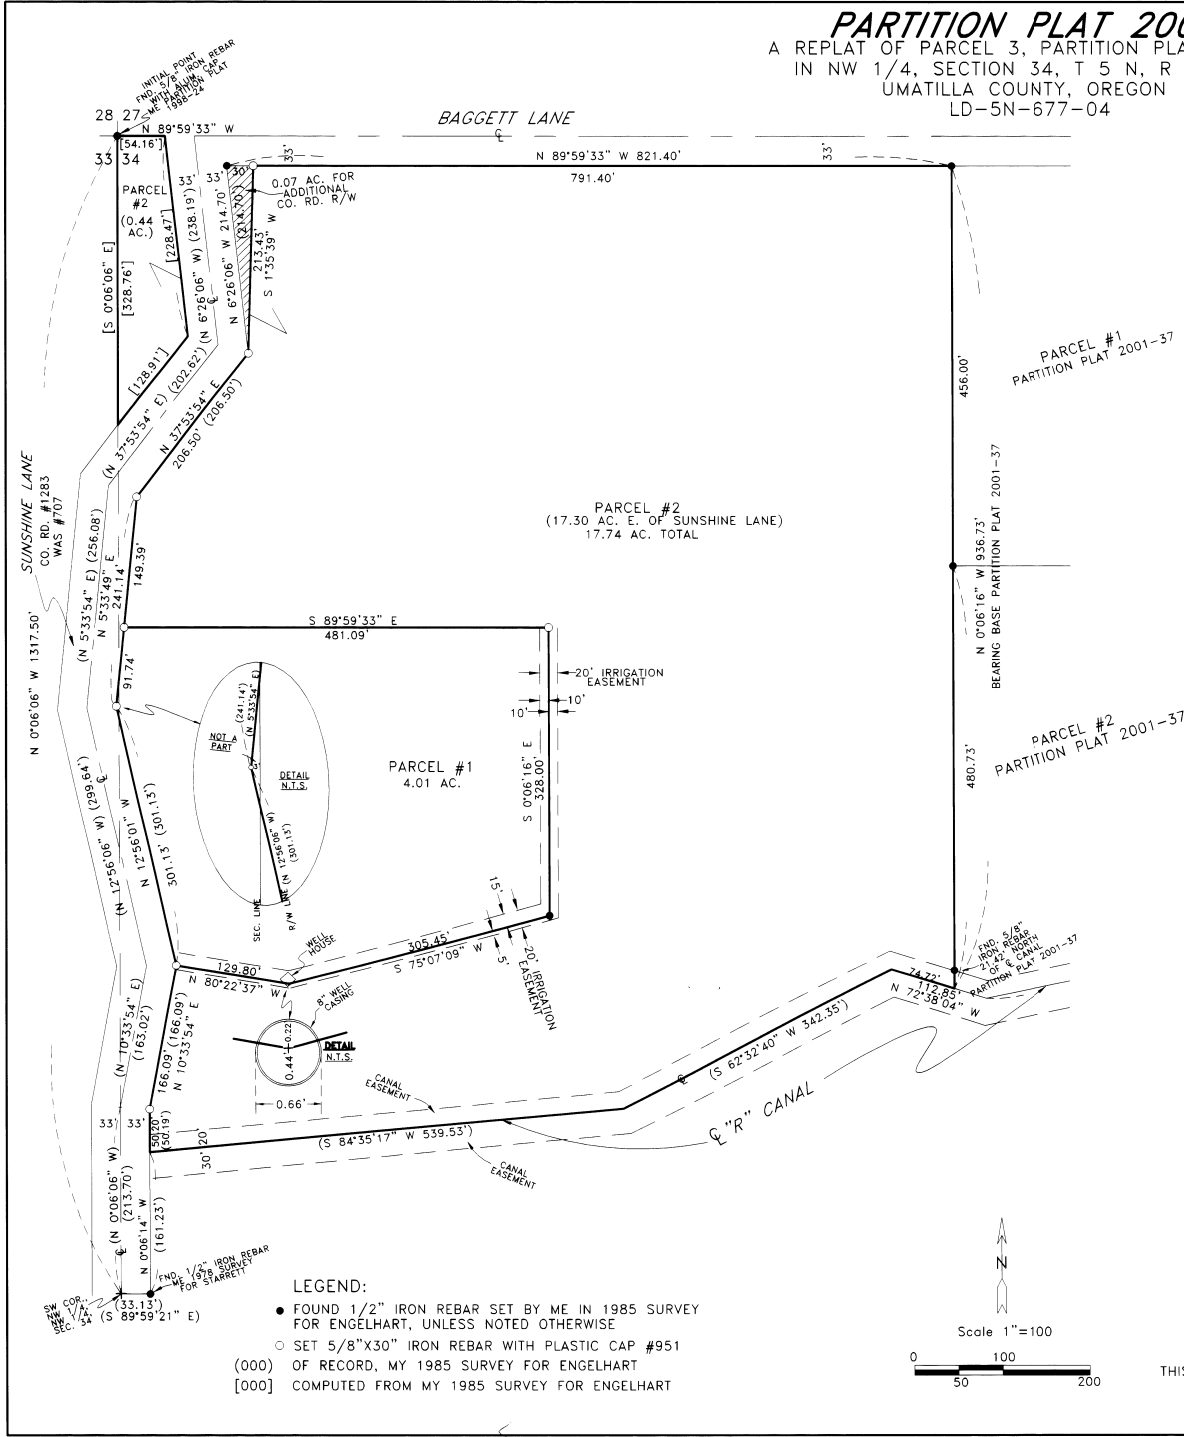 PARTITION PLAT 200
A REPLAT OF PARCEL 3, PARTITION PLA
IN NW 1/4, SECTION 34, T 5 N, R
UMATILLA COUNTY, OREGON
LD-5N-677-04
INITIAL POINT
FND. 5/8" IRON REBAR
WITH ALUM. CAP
ME PARTITION PLAT
1998-24
28 27
33 34
N 89°59'33" W
[54.16']
BAGGETT LANE
℄
33'
N 89°59'33" W 821.40'
33'
791.40'
PARCEL
#2
(0.44
AC.)
[S 0°06'06" E]
[328.76']
[228.47']
[128.91']
33'
33'
30'
(N 6°26'06" W) (238.19')
℄
N 6°26'06" W 214.70'
(214.70')
0.07 AC. FOR
ADDITIONAL
CO. RD. R/W
213.43'
S 1°35'39" W
(N 37°53'54" E) (202.62')
N 37°53'54" E
206.50' (206.50')
456.00'
PARCEL #1
PARTITION PLAT 2001-37
SUNSHINE LANE
CO. RD. #1283
WAS #707
N 0°06'06" W 1317.50'
(N 5°33'54" E) (256.08')
N 5°33'49" E
241.14'
149.39'
91.74'
PARCEL #2
(17.30 AC. E. OF SUNSHINE LANE)
17.74 AC. TOTAL
N 0°06'16" W 936.73'
BEARING BASE PARTITION PLAT 2001-37
S 89°59'33" E
481.09'
20' IRRIGATION
EASEMENT
10'
10'
S 0°06'16" E
328.00'
PARCEL #1
4.01 AC.
NOT A
PART
(241.14')
(N 5°33'54" E)
.3'
DETAIL
N.T.S.
SEC. LINE
R/W LINE (N 12°56'06" W)
(301.13')
PARCEL #2
PARTITION PLAT 2001-37
480.73'
(N 12°56'06" W) (299.64')
℄
N 12°56'01" W
301.13' (301.13')
129.80'
N 80°22'37" W
WELL
HOUSE
305.45'
S 75°07'09" W
15'
5'
20' IRRIGATION
EASEMENT
8" WELL
CASING
0.22'
0.44'
0.66'
DETAIL
N.T.S.
FND. 5/8"
IRON REBAR
21.42' NORTH
OF ℄ CANAL
PARTITION PLAT 2001-37
74.72'
112.85'
N 72°38'04" W
(N 10°33'54" E)
(163.02')
166.09' (166.09')
N 10°33'54" E
CANAL
EASEMENT
℄
(S 62°32'40" W 342.35')
℄ "R" CANAL
33'
33'
50.20'
(50.19')
30'
20'
(S 84°35'17" W 539.53')
CANAL
EASEMENT
℄ (N 0°06'06" W)
(213.70')
N 0°06'14" W
(161.23')
FND. 1/2" IRON REBAR
ME 1978 SURVEY
FOR STARRETT
SW COR.,
NW 1/4,
NW 1/4,
SEC. 34
(33.13')
(S 89°59'21" E)
LEGEND:
● FOUND 1/2" IRON REBAR SET BY ME IN 1985 SURVEY
FOR ENGELHART, UNLESS NOTED OTHERWISE
○ SET 5/8"X30" IRON REBAR WITH PLASTIC CAP #951
(000) OF RECORD, MY 1985 SURVEY FOR ENGELHART
[000] COMPUTED FROM MY 1985 SURVEY FOR ENGELHART
N
Scale 1"=100
0 100
50 200
THIS